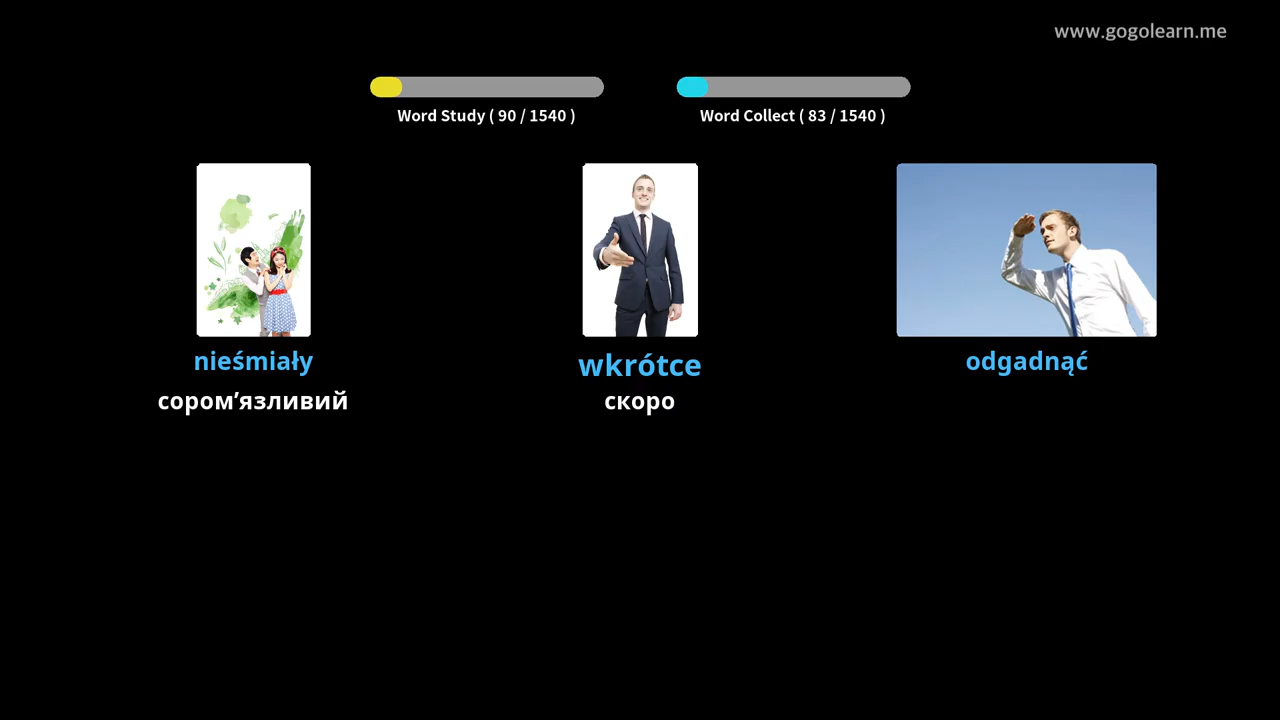 www.gogolearn.me
Word Study ( 90 / 1540 )
Word Collect ( 83 / 1540 )
nieśmiały
wkrótce
odgadnąć
сором’язливий
скоро